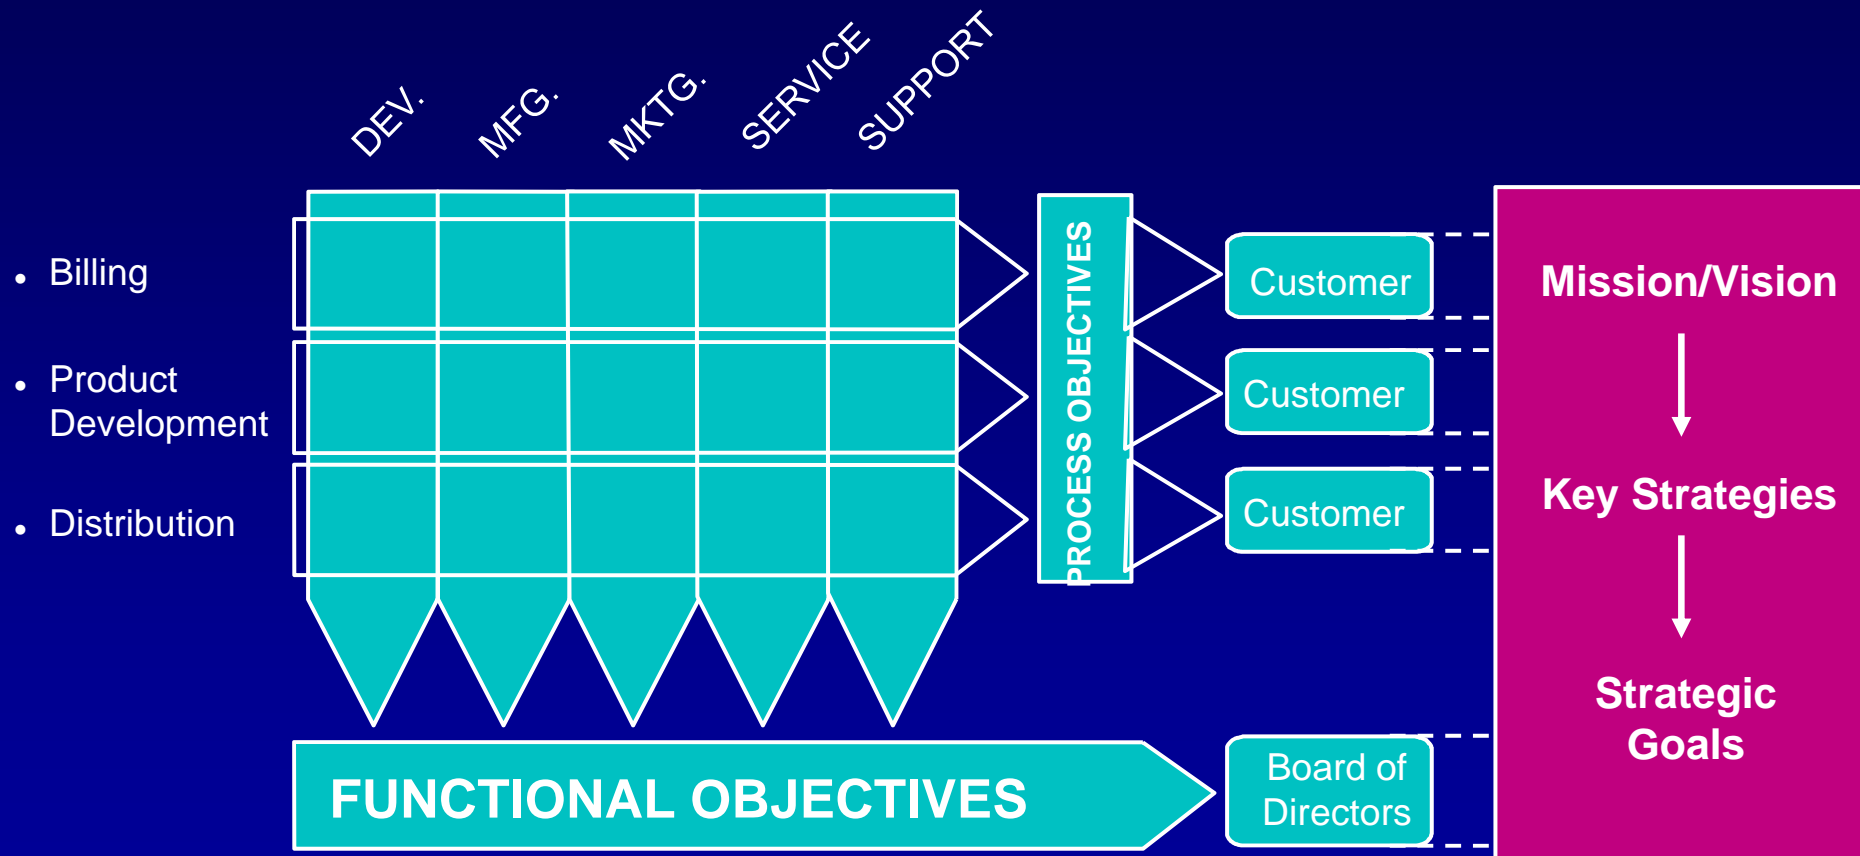 DEV.
MFG.
MKTG.
SERVICE
SUPPORT
• Billing
• Product
Development
• Distribution
PROCESS OBJECTIVES
Customer
Customer
Customer
Mission/Vision
Key Strategies
Strategic
Goals
FUNCTIONAL OBJECTIVES
Board of
Directors